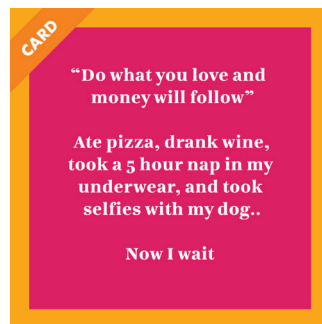 CARD
“Do what you love and
money will follow”
Ate pizza, drank wine,
took a 5 hour nap in my
underwear, and took
selfies with my dog..
Now I wait